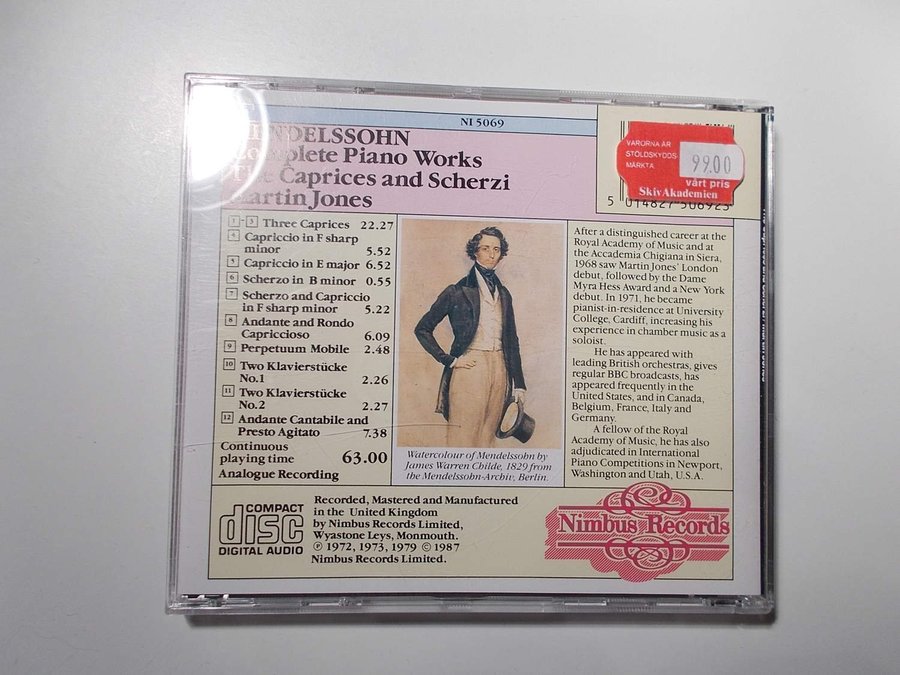 NI 5069
MENDELSSOHN
Complete Piano Works
The Caprices and Scherzi
Martin Jones
1 - 3 Three Caprices 22.27
4 Capriccio in F sharp
minor 5.52
5 Capriccio in E major 6.52
6 Scherzo in B minor 0.55
7 Scherzo and Capriccio
in F sharp minor 5.22
8 Andante and Rondo
Capriccioso 6.09
9 Perpetuum Mobile 2.48
10 Two Klavierstücke
No.1 2.26
11 Two Klavierstücke
No.2 2.27
12 Andante Cantabile and
Presto Agitato 7.38
Continuous
playing time 63.00
Analogue Recording
Watercolour of Mendelssohn by
James Warren Childe, 1829 from
the Mendelssohn-Archiv, Berlin.
VARORNA ÄR
STÖLDSKYDDS-
MÄRKTA
99.00
vårt pris
SkivAkademien
5 014827 506923
After a distinguished career at the
Royal Academy of Music and at
the Accademia Chigiana in Siera,
1968 saw Martin Jones' London
debut, followed by the Dame
Myra Hess Award and a New York
debut. In 1971, he became
pianist-in-residence at University
College, Cardiff, increasing his
experience in chamber music as a
soloist.
He has appeared with
leading British orchestras, gives
regular BBC broadcasts, has
appeared frequently in the
United States, and in Canada,
Belgium, France, Italy and
Germany.
A fellow of the Royal
Academy of Music, he has also
adjudicated in International
Piano Competitions in Newport,
Washington and Utah, U.S.A.
COMPACT
disc
DIGITAL AUDIO
Recorded, Mastered and Manufactured
in the United Kingdom
by Nimbus Records Limited,
Wyastone Leys, Monmouth.
℗ 1972, 1973, 1979 © 1987
Nimbus Records Limited.
Nimbus Records